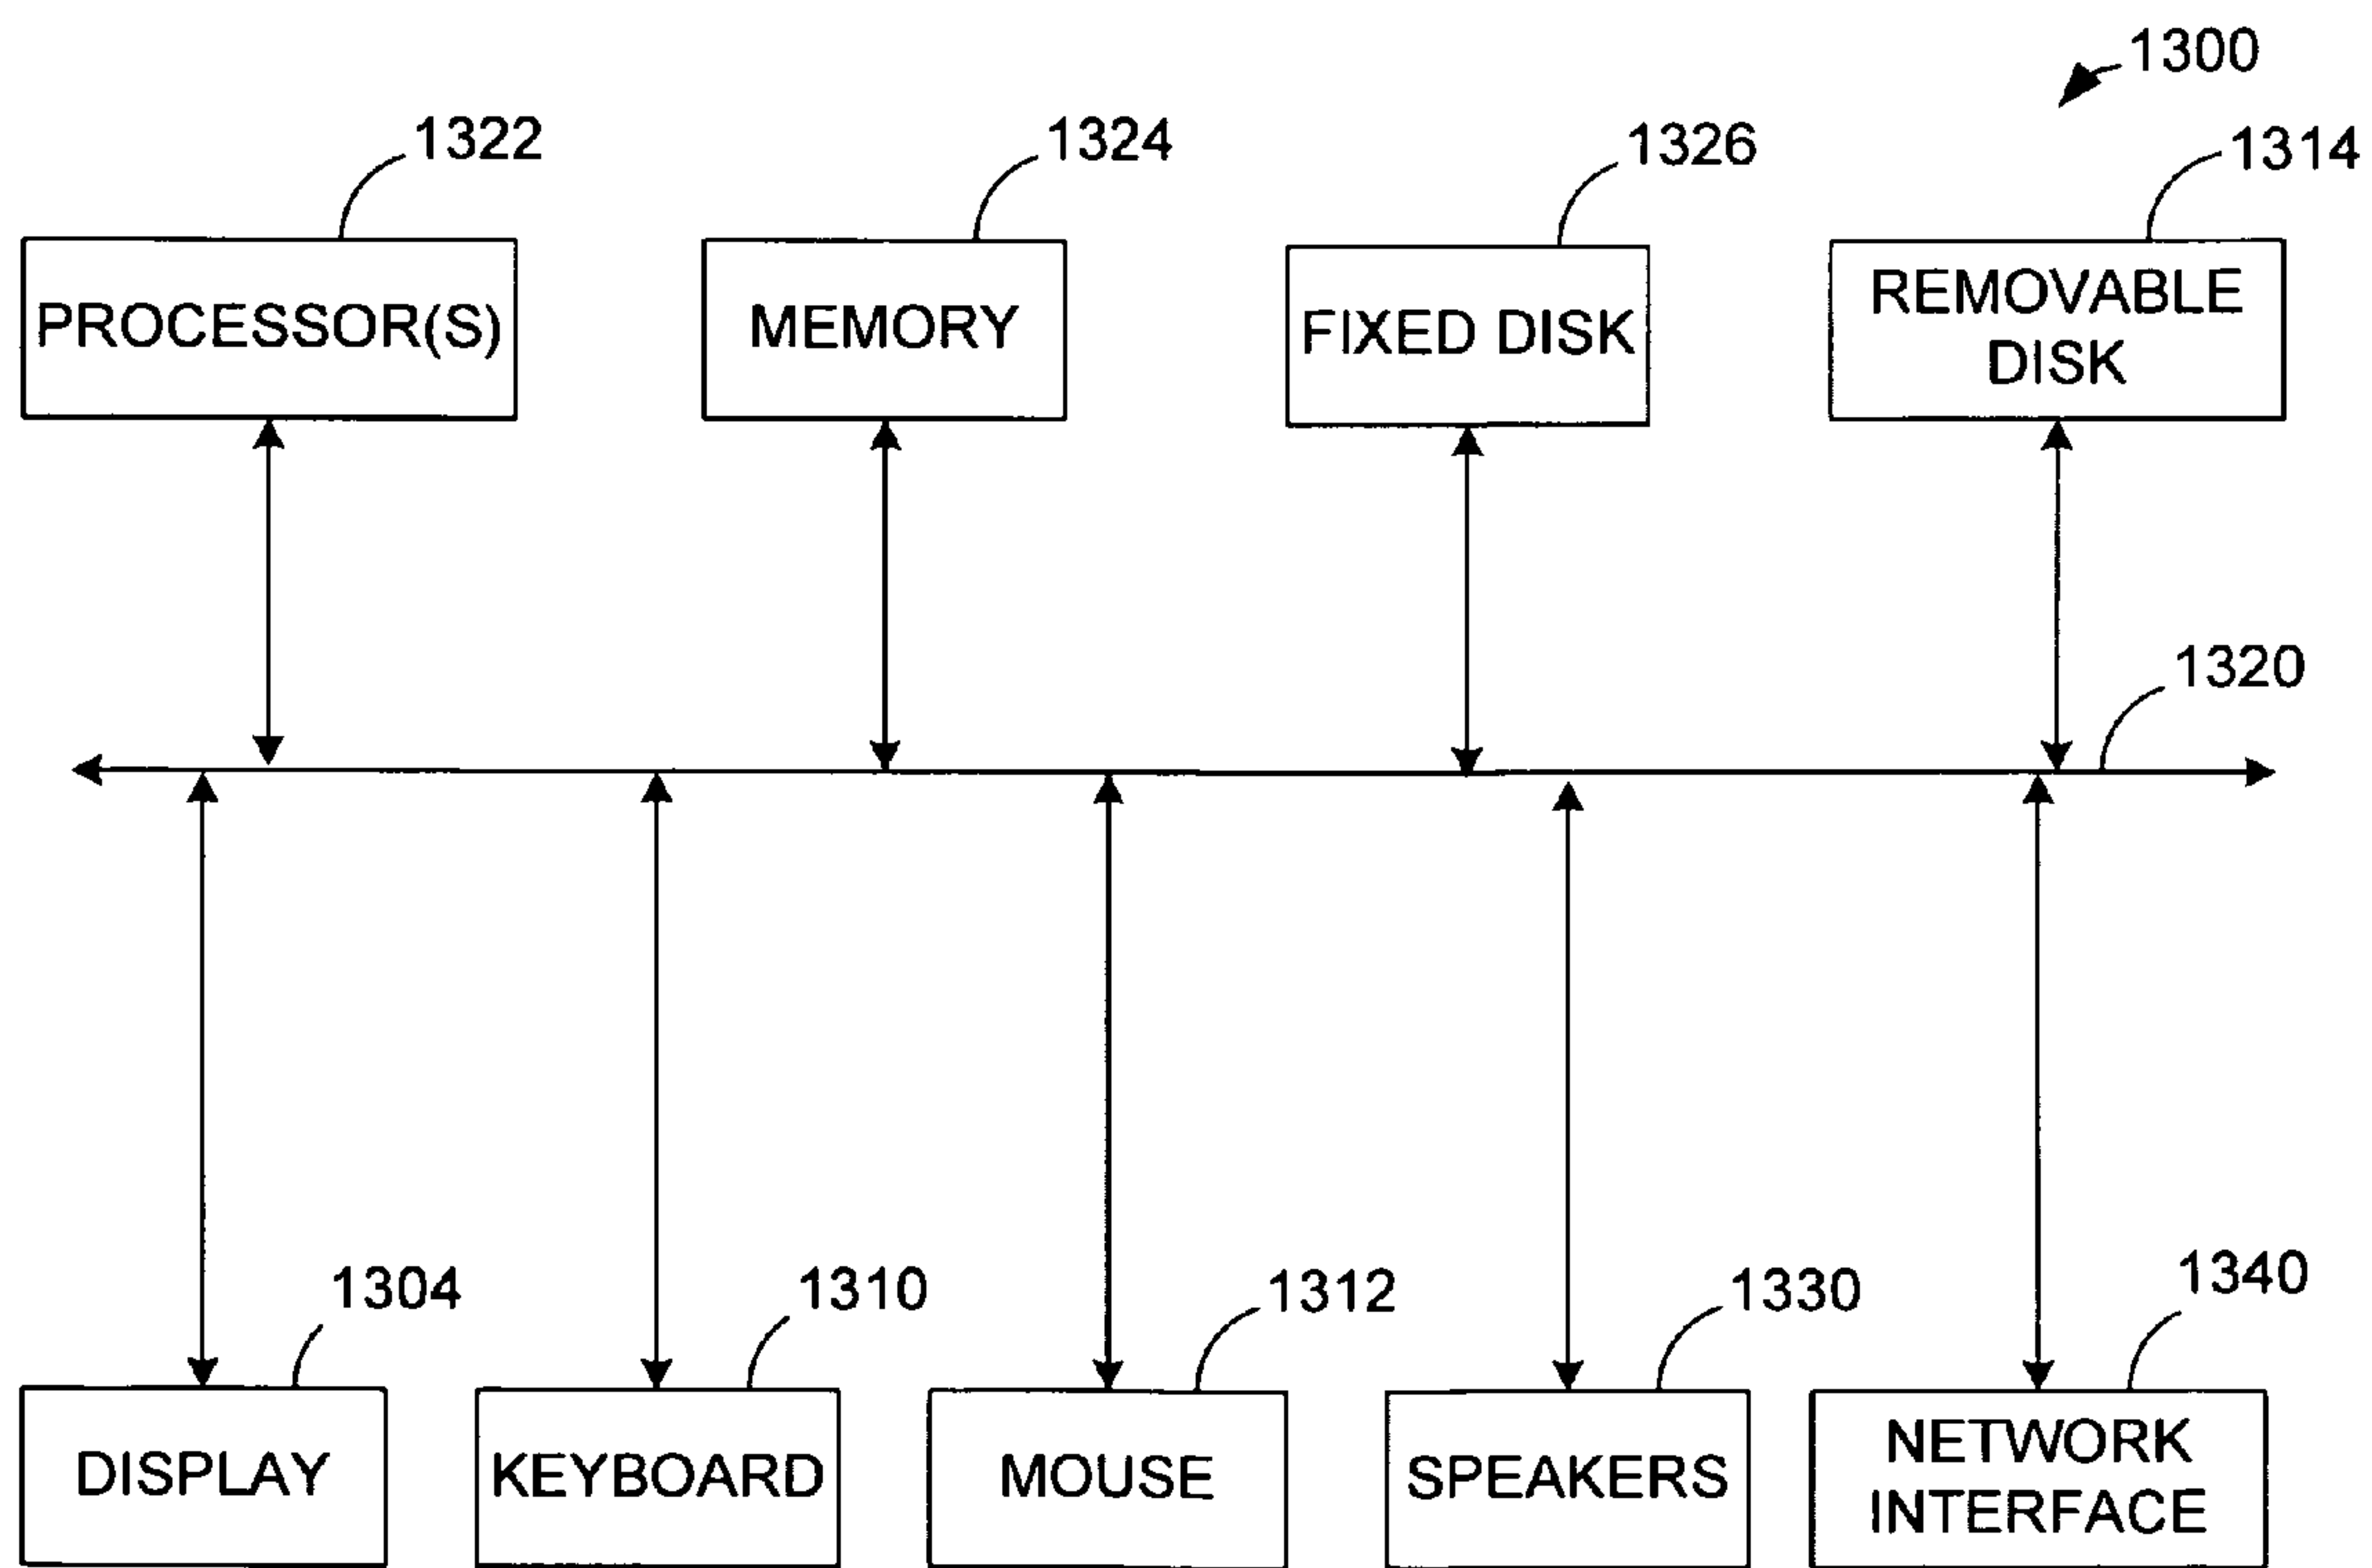 1300
1322
1324
1326
1314
PROCESSOR(S)
MEMORY
FIXED DISK
REMOVABLE
DISK
1320
1304
1310
1312
1330
1340
DISPLAY
KEYBOARD
MOUSE
SPEAKERS
NETWORK
INTERFACE